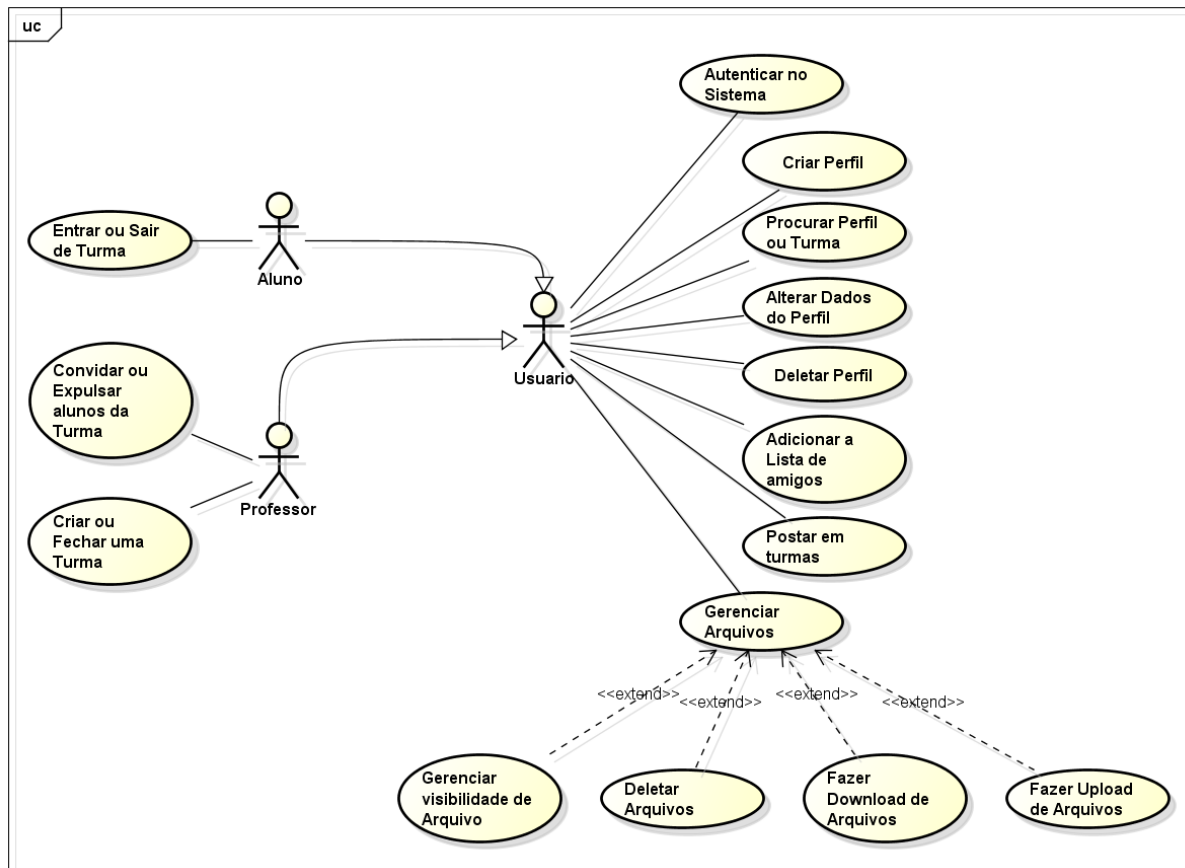 uc
Autenticar no
Sistema
Criar Perfil
Procurar Perfil
ou Turma
Entrar ou Sair
de Turma
Aluno
Alterar Dados
do Perfil
Usuario
Deletar Perfil
Convidar ou
Expulsar
alunos da
Turma
Adicionar a
Lista de
amigos
Professor
Criar ou
Fechar uma
Turma
Postar em
turmas
Gerenciar
Arquivos
<<extend>>
<<extend>>
<<extend>>
<<extend>>
Gerenciar
visibilidade de
Arquivo
Deletar
Arquivos
Fazer
Download de
Arquivos
Fazer Upload
de Arquivos